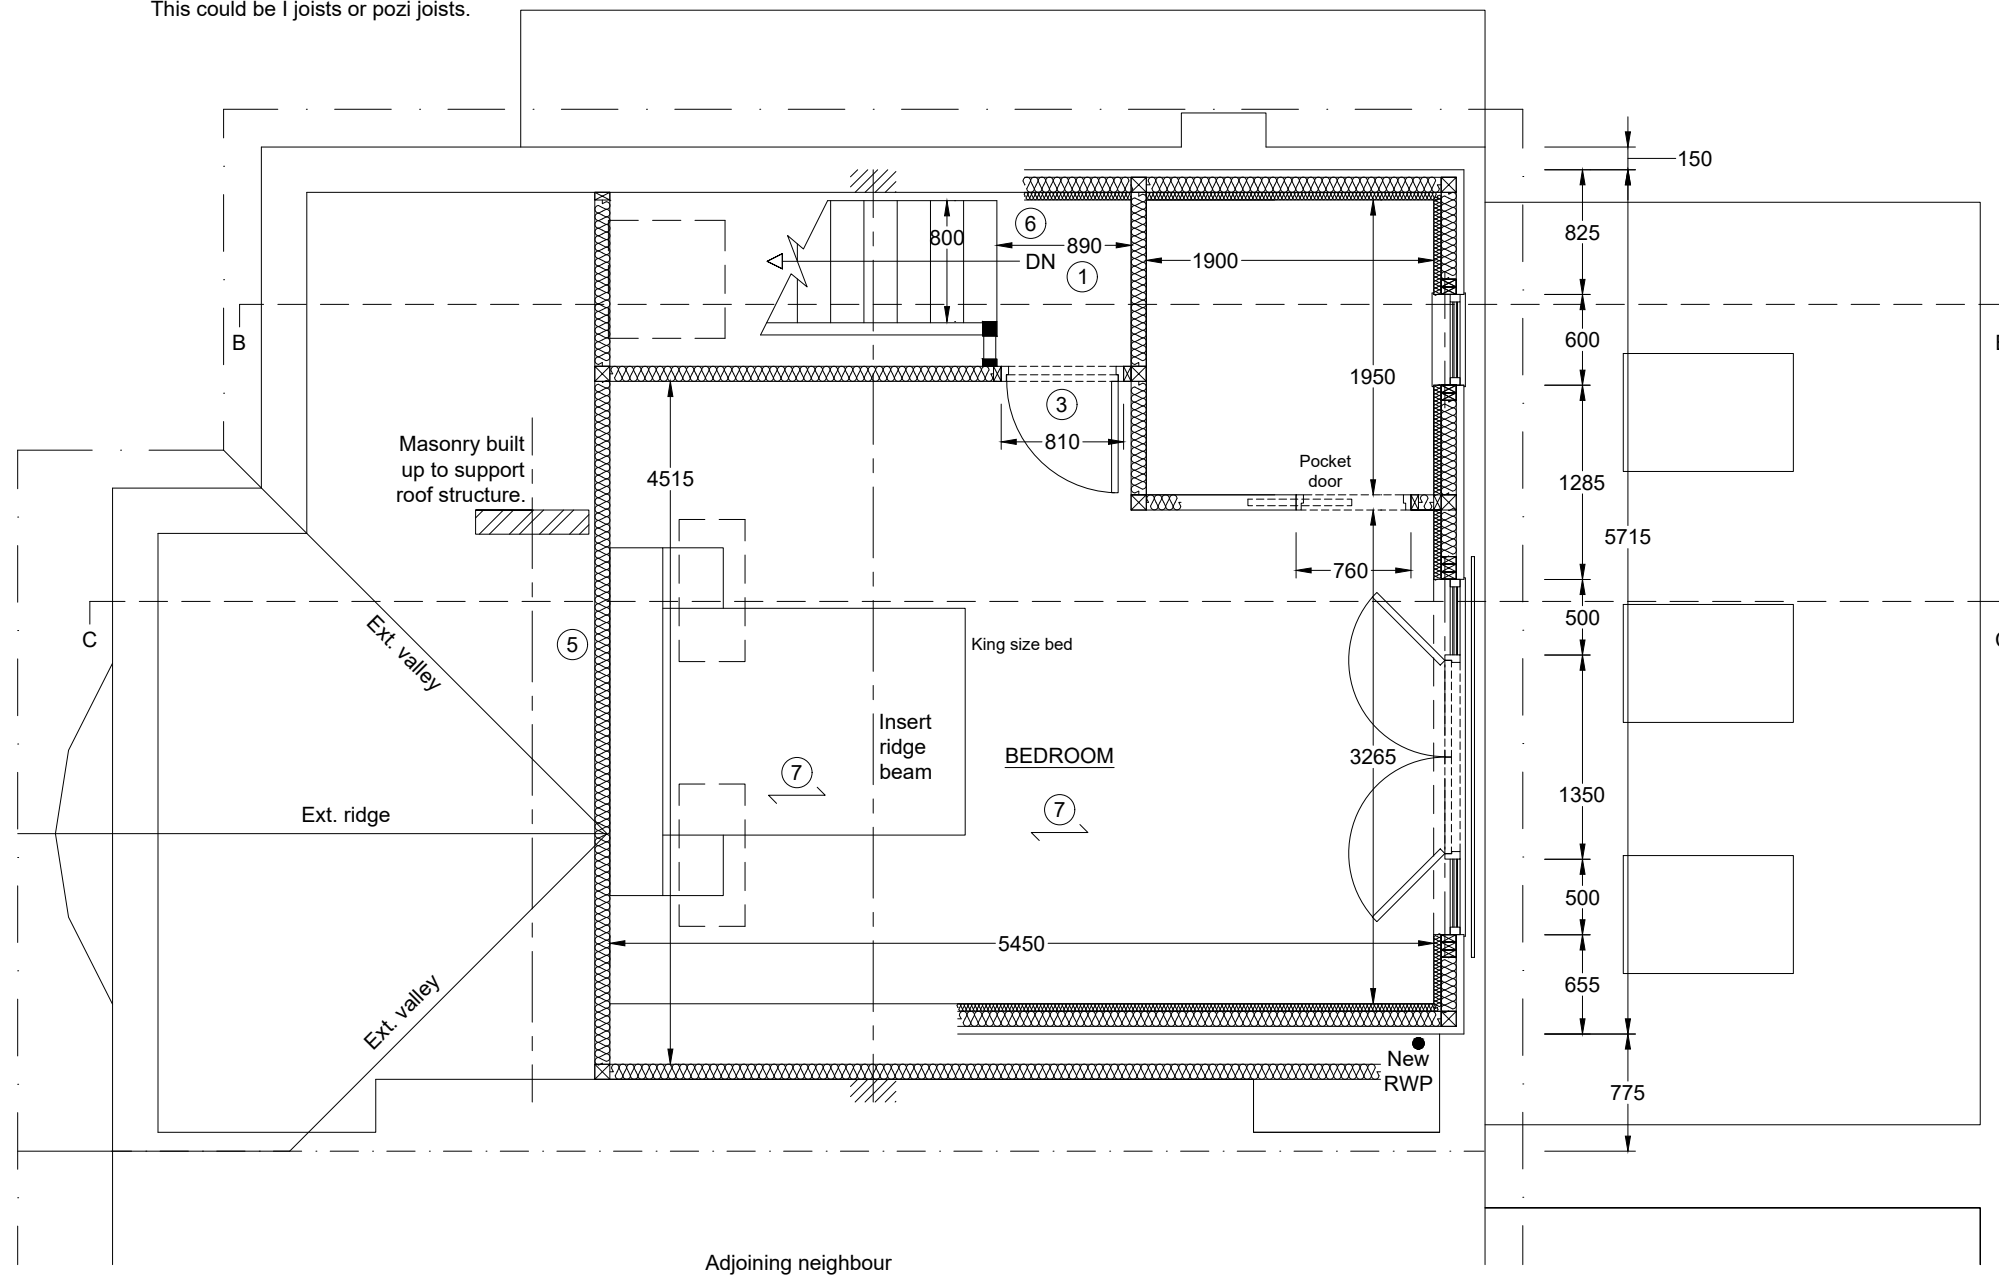 This could be I joists or pozi joists.
150
6
825
800
890
DN
1
1900
B
600
1950
3
810
Masonry built
up to support
roof structure.
Pocket
door
4515
1285
5715
760
C
5
Ext. valley
King size bed
500
Insert
ridge
beam
BEDROOM
7
3265
7
1350
Ext. ridge
500
5450
655
Ext. valley
New
RWP
775
Adjoining neighbour